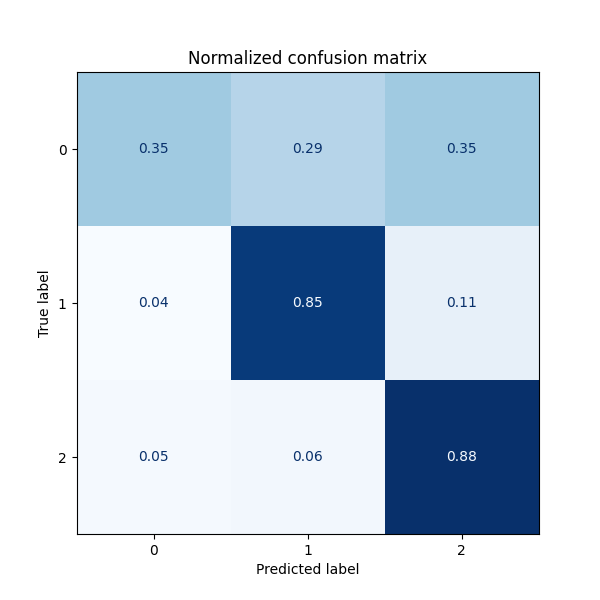 Normalized confusion matrix
True label
0
0.35 0.29 0.35
1
0.04 0.85 0.11
2
0.05 0.06 0.88
0 1 2
Predicted label